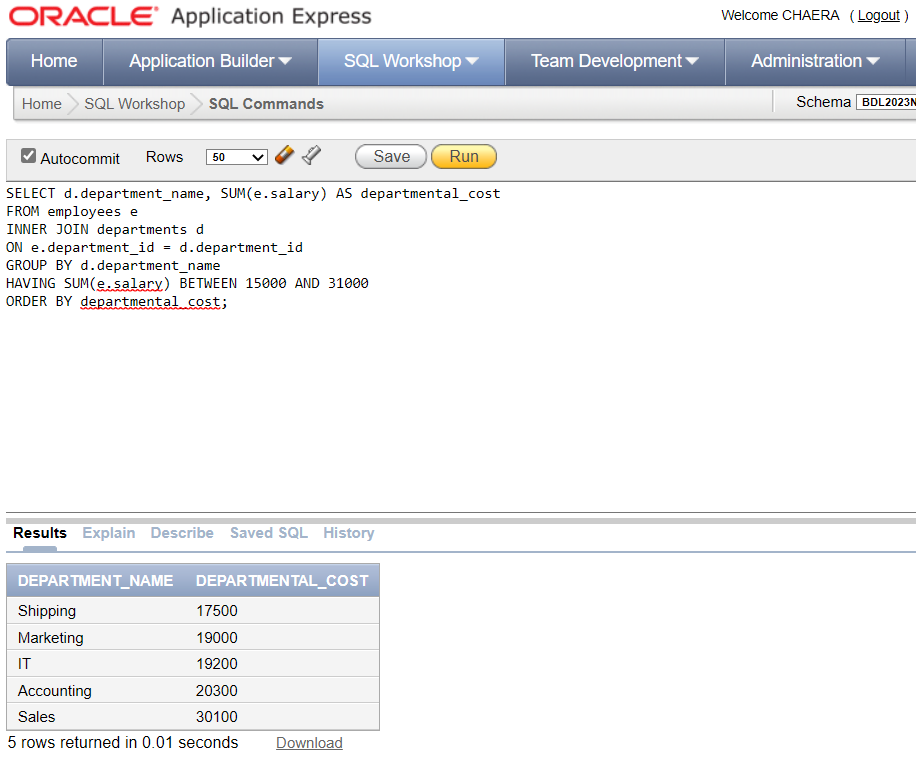 ORACLE® Application Express
Welcome CHAERA ( Logout )
Home Application Builder SQL Workshop Team Development Administration
Home SQL Workshop SQL Commands Schema BDL2023N
Autocommit Rows 50 Save Run
SELECT d.department_name, SUM(e.salary) AS departmental_cost
FROM employees e
INNER JOIN departments d
ON e.department_id = d.department_id
GROUP BY d.department_name
HAVING SUM(e.salary) BETWEEN 15000 AND 31000
ORDER BY departmental_cost;
Results Explain Describe Saved SQL History
DEPARTMENT_NAME DEPARTMENTAL_COST
Shipping 17500
Marketing 19000
IT 19200
Accounting 20300
Sales 30100
5 rows returned in 0.01 seconds Download